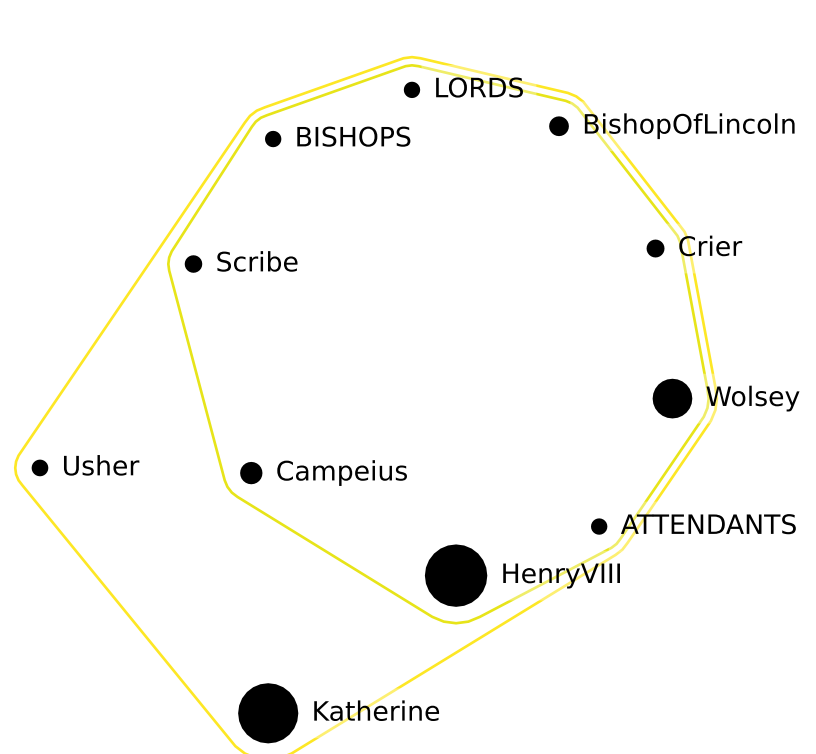 LORDS
BishopOfLincoln
BISHOPS
Crier
Scribe
Wolsey
Usher
Campeius
ATTENDANTS
HenryVIII
Katherine